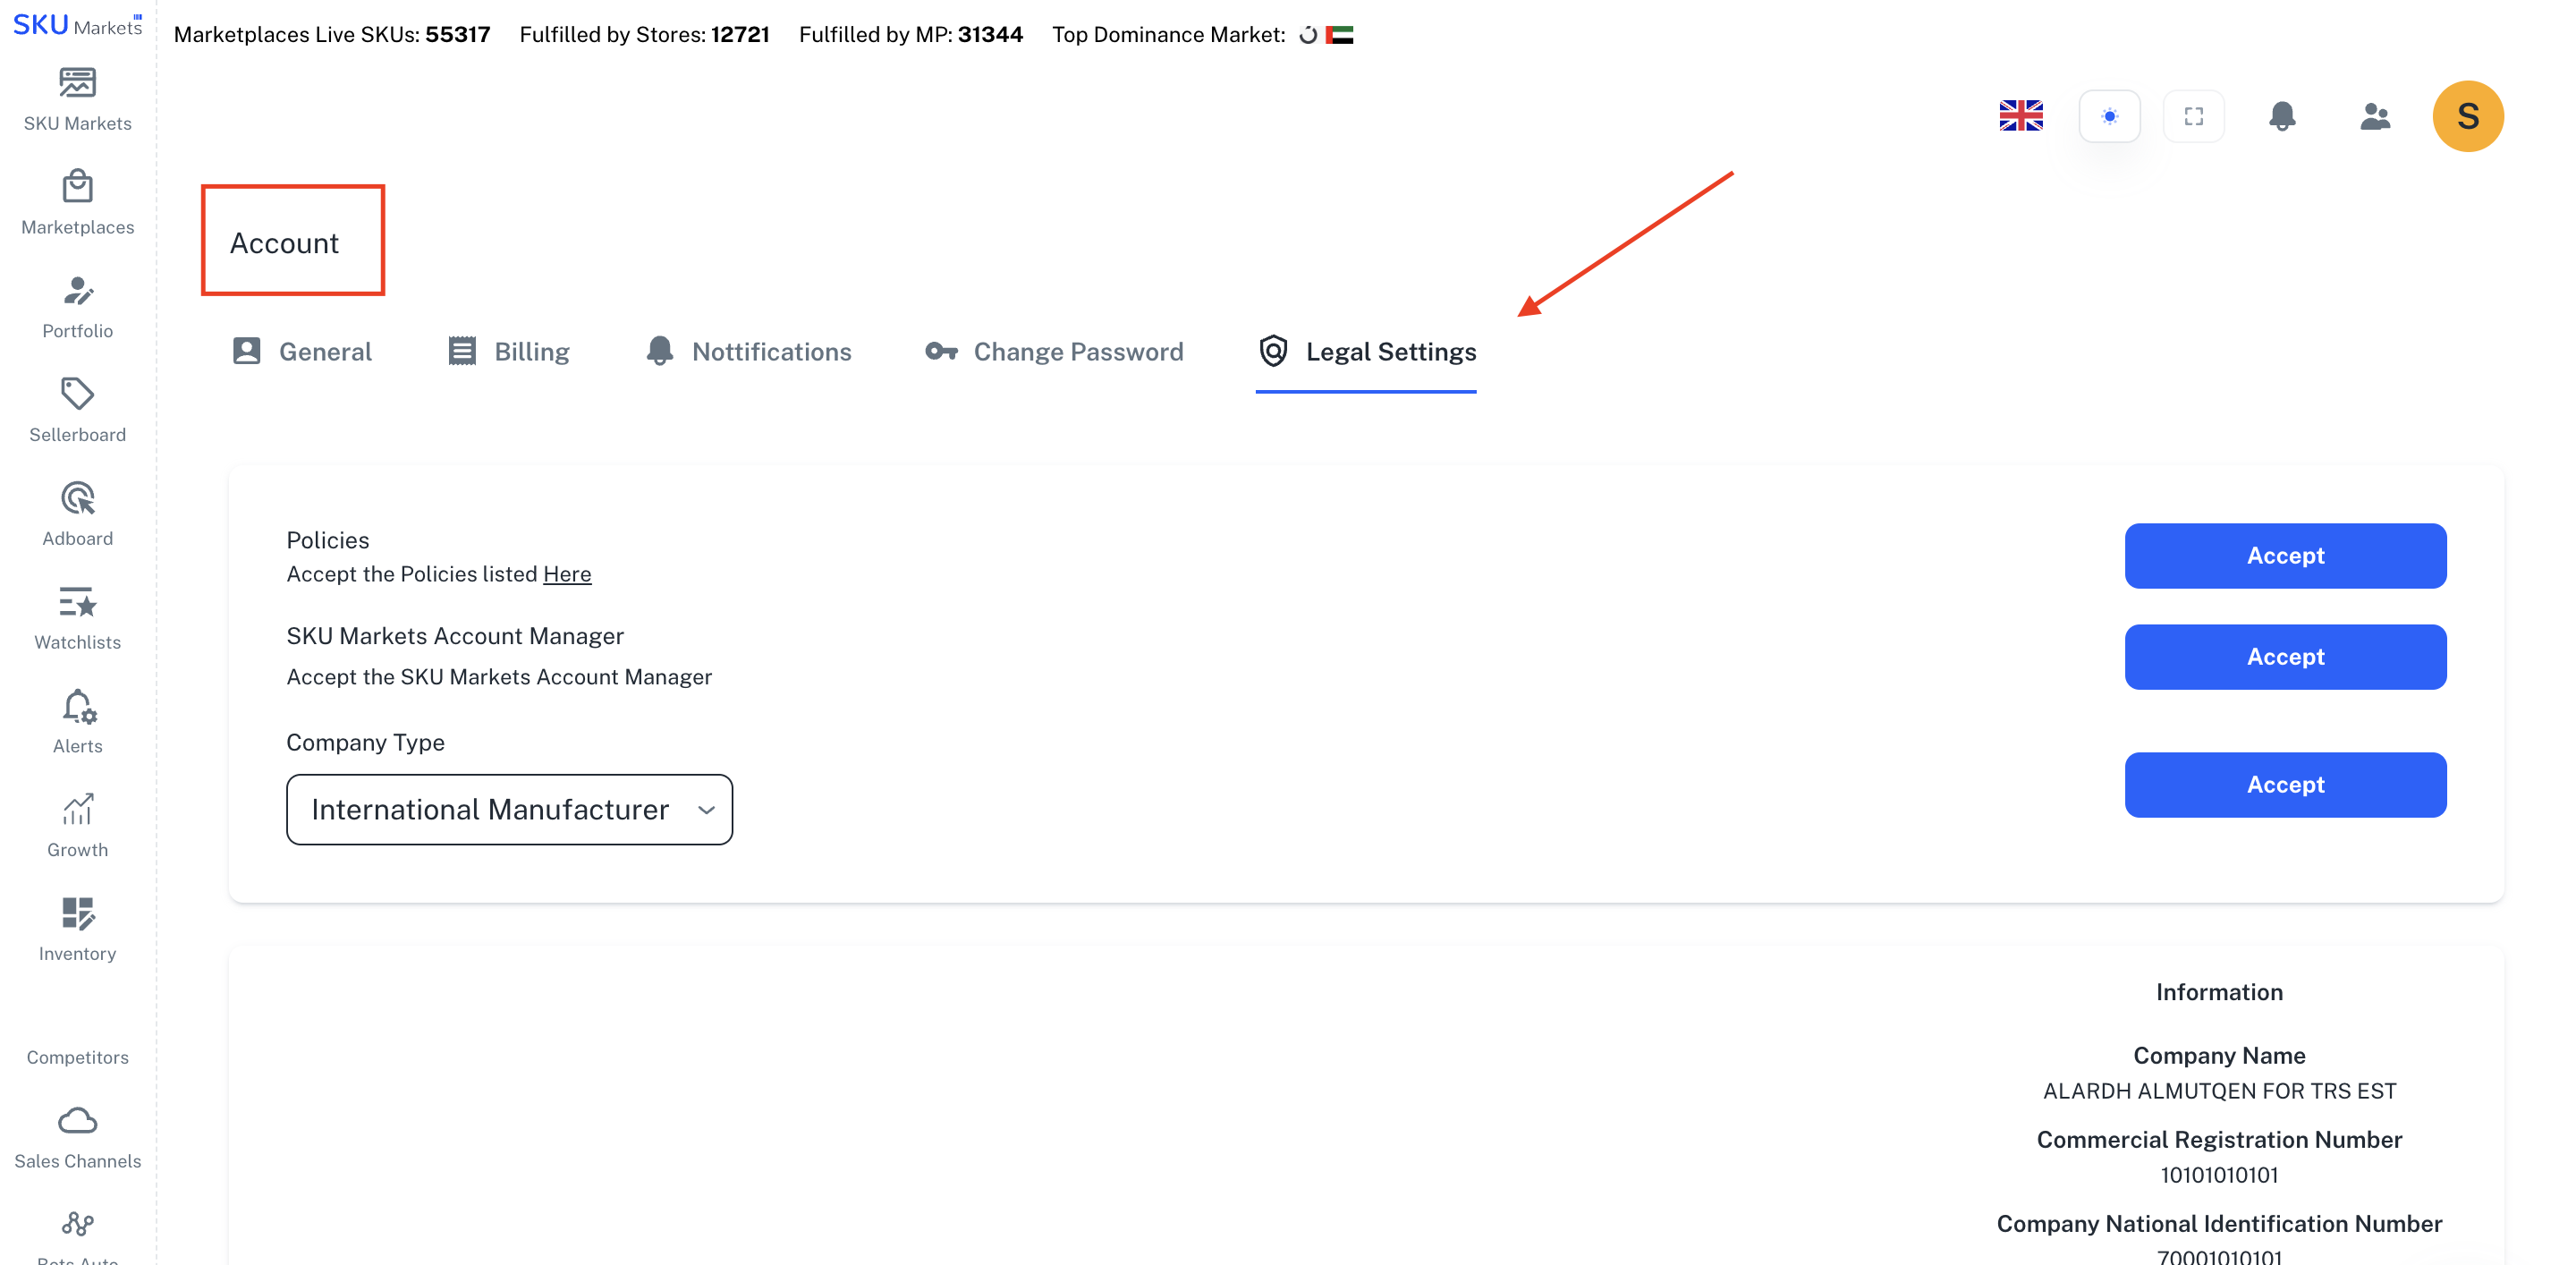 SKU Markets
Marketplaces Live SKUs: 55317 Fulfilled by Stores: 12721 Fulfilled by MP: 31344 Top Dominance Market:
SKU Markets
Marketplaces
Portfolio
Sellerboard
Adboard
Watchlists
Alerts
Growth
Inventory
Competitors
Sales Channels
Bots Auto
S
Account
General
Billing
Nottifications
Change Password
Legal Settings
Policies
Accept the Policies listed Here
Accept
SKU Markets Account Manager
Accept the SKU Markets Account Manager
Accept
Company Type
International Manufacturer
Accept
Information
Company Name
ALARDH ALMUTQEN FOR TRS EST
Commercial Registration Number
10101010101
Company National Identification Number
70001010101